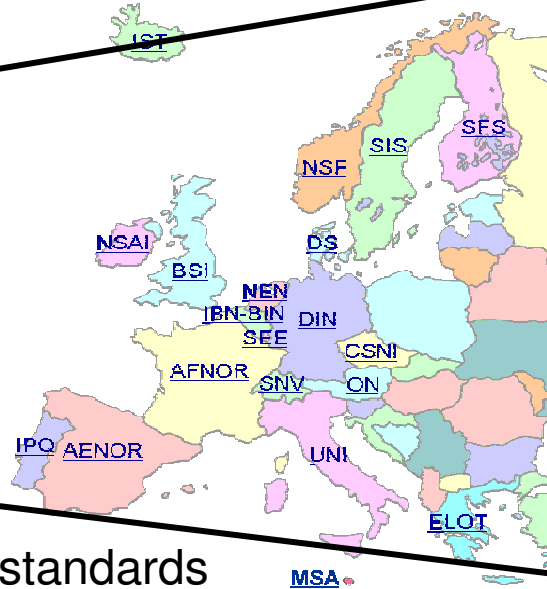 IST
SFS
SIS
NSF
NSAI
DS
BSI
NEN
IBN-BIN
DIN
SEE
CSNI
AFNOR
SNV
ON
IPQ
AENOR
UNI
ELOT
standards
MSA